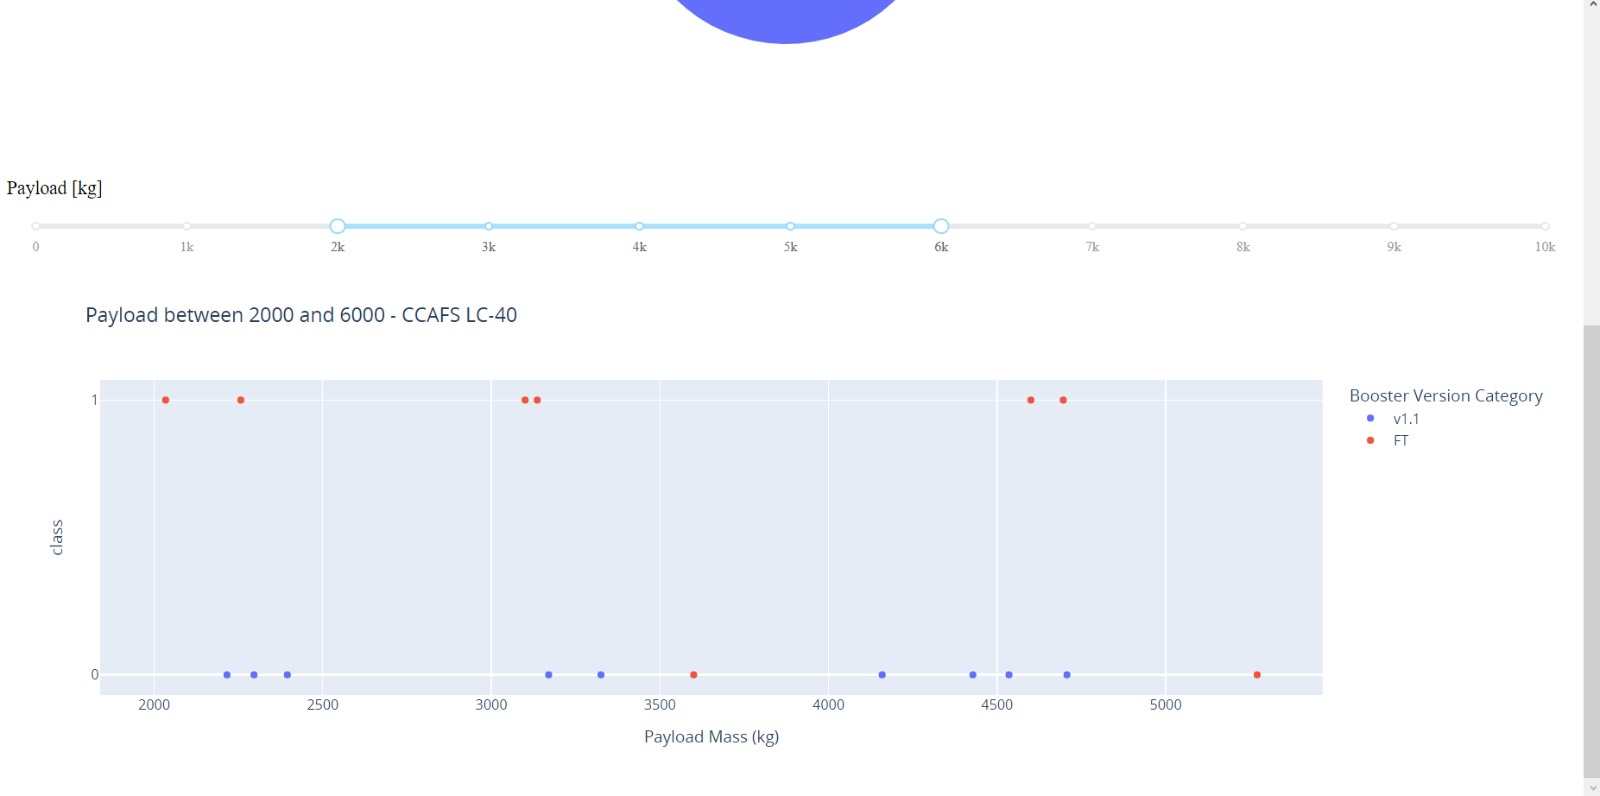 Payload [kg]
0 1k 2k 3k 4k 5k 6k 7k 8k 9k 10k
Payload between 2000 and 6000 - CCAFS LC-40
Booster Version Category
v1.1
FT
1
class
0
2000 2500 3000 3500 4000 4500 5000
Payload Mass (kg)